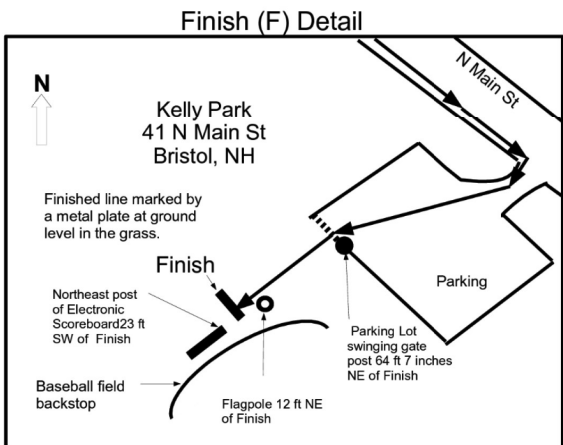 Finish (F) Detail
N
N Main St
Kelly Park
41 N Main St
Bristol, NH
Finished line marked by
a metal plate at ground
level in the grass.
Finish
Northeast post
of Electronic
Scoreboard23 ft
SW of Finish
Parking
Parking Lot
swinging gate
post 64 ft 7 inches
NE of Finish
Baseball field
backstop
Flagpole 12 ft NE
of Finish